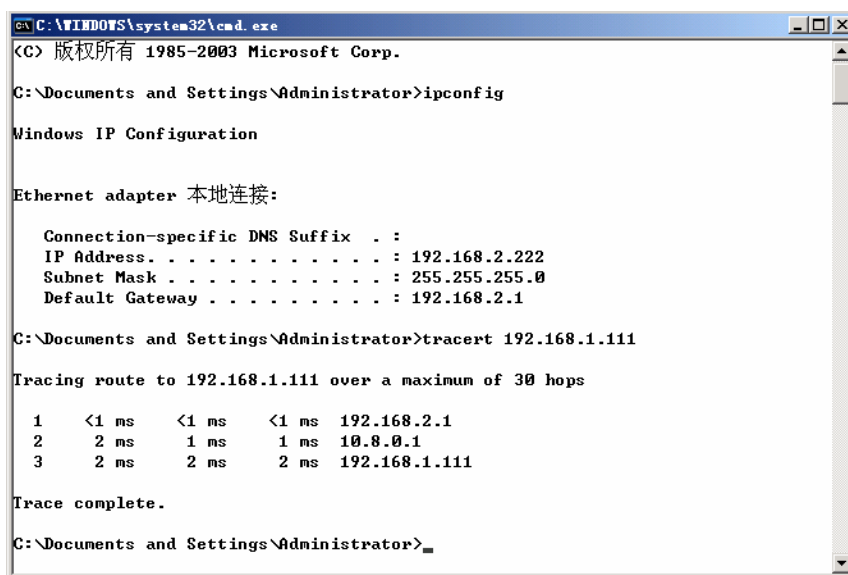 C:\WINDOWS\system32\cmd.exe
(C) 版权所有 1985-2003 Microsoft Corp.
C:\Documents and Settings\Administrator>ipconfig
Windows IP Configuration
Ethernet adapter 本地连接:
Connection-specific DNS Suffix . :
IP Address. . . . . . . . . . . . : 192.168.2.222
Subnet Mask . . . . . . . . . . . : 255.255.255.0
Default Gateway . . . . . . . . . : 192.168.2.1
C:\Documents and Settings\Administrator>tracert 192.168.1.111
Tracing route to 192.168.1.111 over a maximum of 30 hops
1 <1 ms <1 ms <1 ms 192.168.2.1
2 2 ms 1 ms 1 ms 10.8.0.1
3 2 ms 2 ms 2 ms 192.168.1.111
Trace complete.
C:\Documents and Settings\Administrator>_